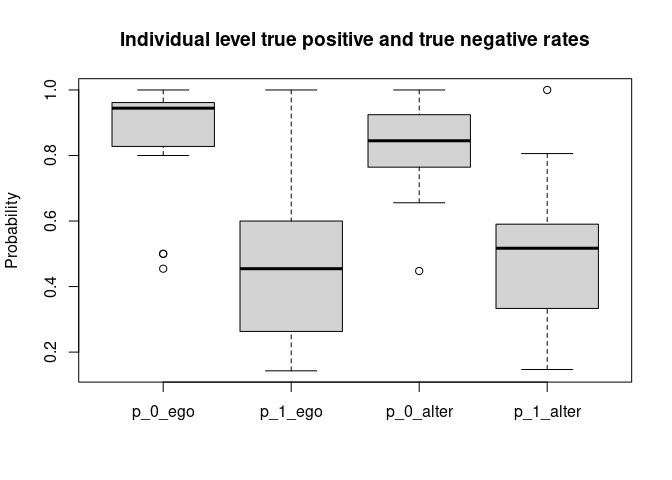 Individual level true positive and true negative rates
Probability
1.0
0.8
0.6
0.4
0.2
p_0_ego p_1_ego p_0_alter p_1_alter